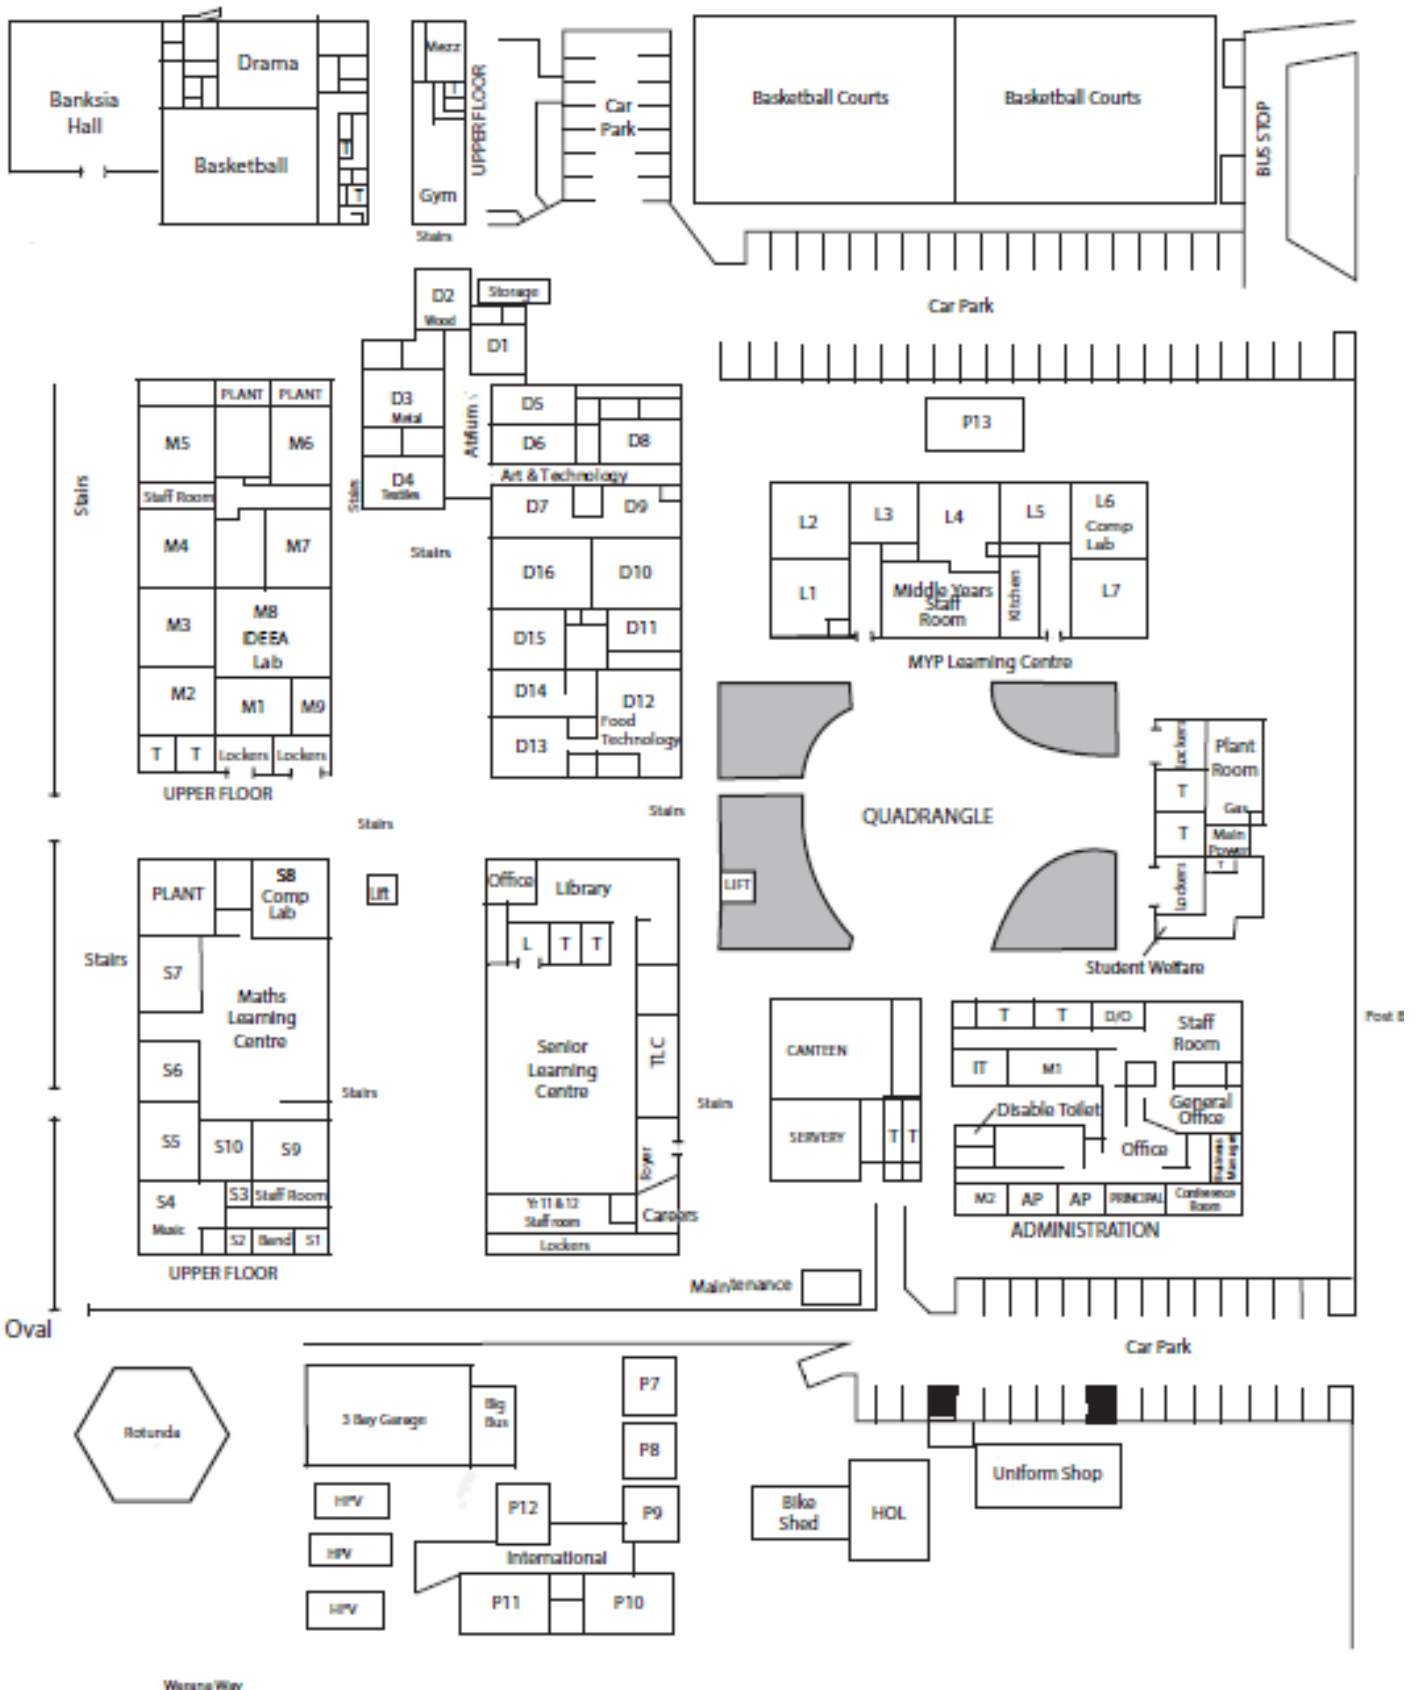 Banksia
Hall
Drama
Basketball
T
T
Mezz
T
Gym
UPPER FLOOR
Stairs
Car
Park
Basketball Courts
Basketball Courts
BUS STOP
Car Park
D2
Wood
Storage
D1
D3
Metal
D4
Textiles
Atrium
Stairs
Stairs
D5
D6
D8
Art & Technology
D7
D9
D16
D10
D15
D11
D14
D12
Food
Technology
D13
Stairs
PLANT
PLANT
M5
M6
Staff Room
M4
M7
M3
M8
IDEEA
Lab
M2
M1
M9
T
T
Lockers
Lockers
UPPER FLOOR
Stairs
Stairs
P13
L2
L3
L4
L5
L6
Comp
Lab
L1
Middle Years
Staff
Room
Kitchen
L7
MYP Learning Centre
QUADRANGLE
LIFT
Lockers
Plant
Room
T
Gas
T
Main
Power
T
Lockers
Student Welfare
PLANT
S8
Comp
Lab
Lift
Stairs
S7
Maths
Learning
Centre
S6
Stairs
S5
S10
S9
S4
S3
Staff Room
Music
S2
Band
S1
UPPER FLOOR
Office
Library
L
T
T
Senior
Learning
Centre
TLC
Foyer
Yr 11 & 12
Staff room
Careers
Lockers
Stairs
CANTEEN
SERVERY
T
T
T
T
D/O
Staff
Room
IT
M1
Disable Toilet
General
Office
Office
Business
Manager
M2
AP
AP
PRINCIPAL
Conference
Room
ADMINISTRATION
Maintenance
Post B
Oval
Car Park
Rotunda
3 Bay Garage
Big
Bus
P7
P8
P9
HPV
HPV
HPV
P12
International
P11
P10
Bike
Shed
HOL
Uniform Shop
Warana Way